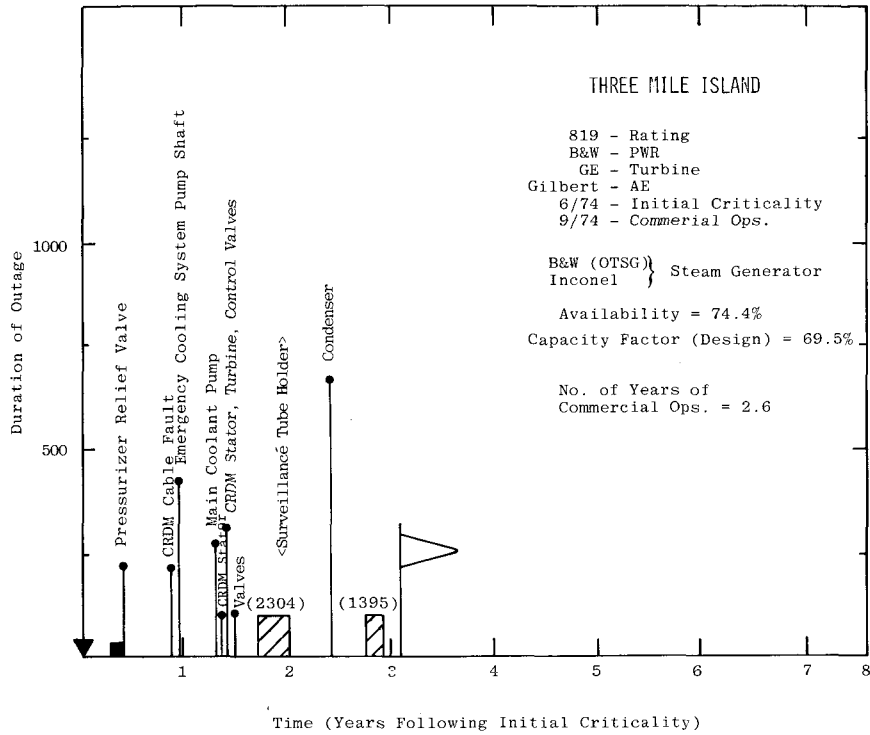 THREE MILE ISLAND
819 - Rating
B&W - PWR
GE - Turbine
Gilbert - AE
6/74 - Initial Criticality
9/74 - Commerial Ops.
B&W (OTSG)
Inconel } Steam Generator
Availability = 74.4%
Capacity Factor (Design) = 69.5%
No. of Years of
Commercial Ops. = 2.6
Duration of Outage
1000
500
Pressurizer Relief Valve
CRDM Cable Fault
Emergency Cooling System Pump Shaft
Main Coolant Pump
CRDM Stator
CRDM Stator, Turbine, Control Valves
Valves
(2304)
<Surveillancé Tube Holder>
Condenser
(1395)
1 2 3 4 5 6 7 8
Time (Years Following Initial Criticality)